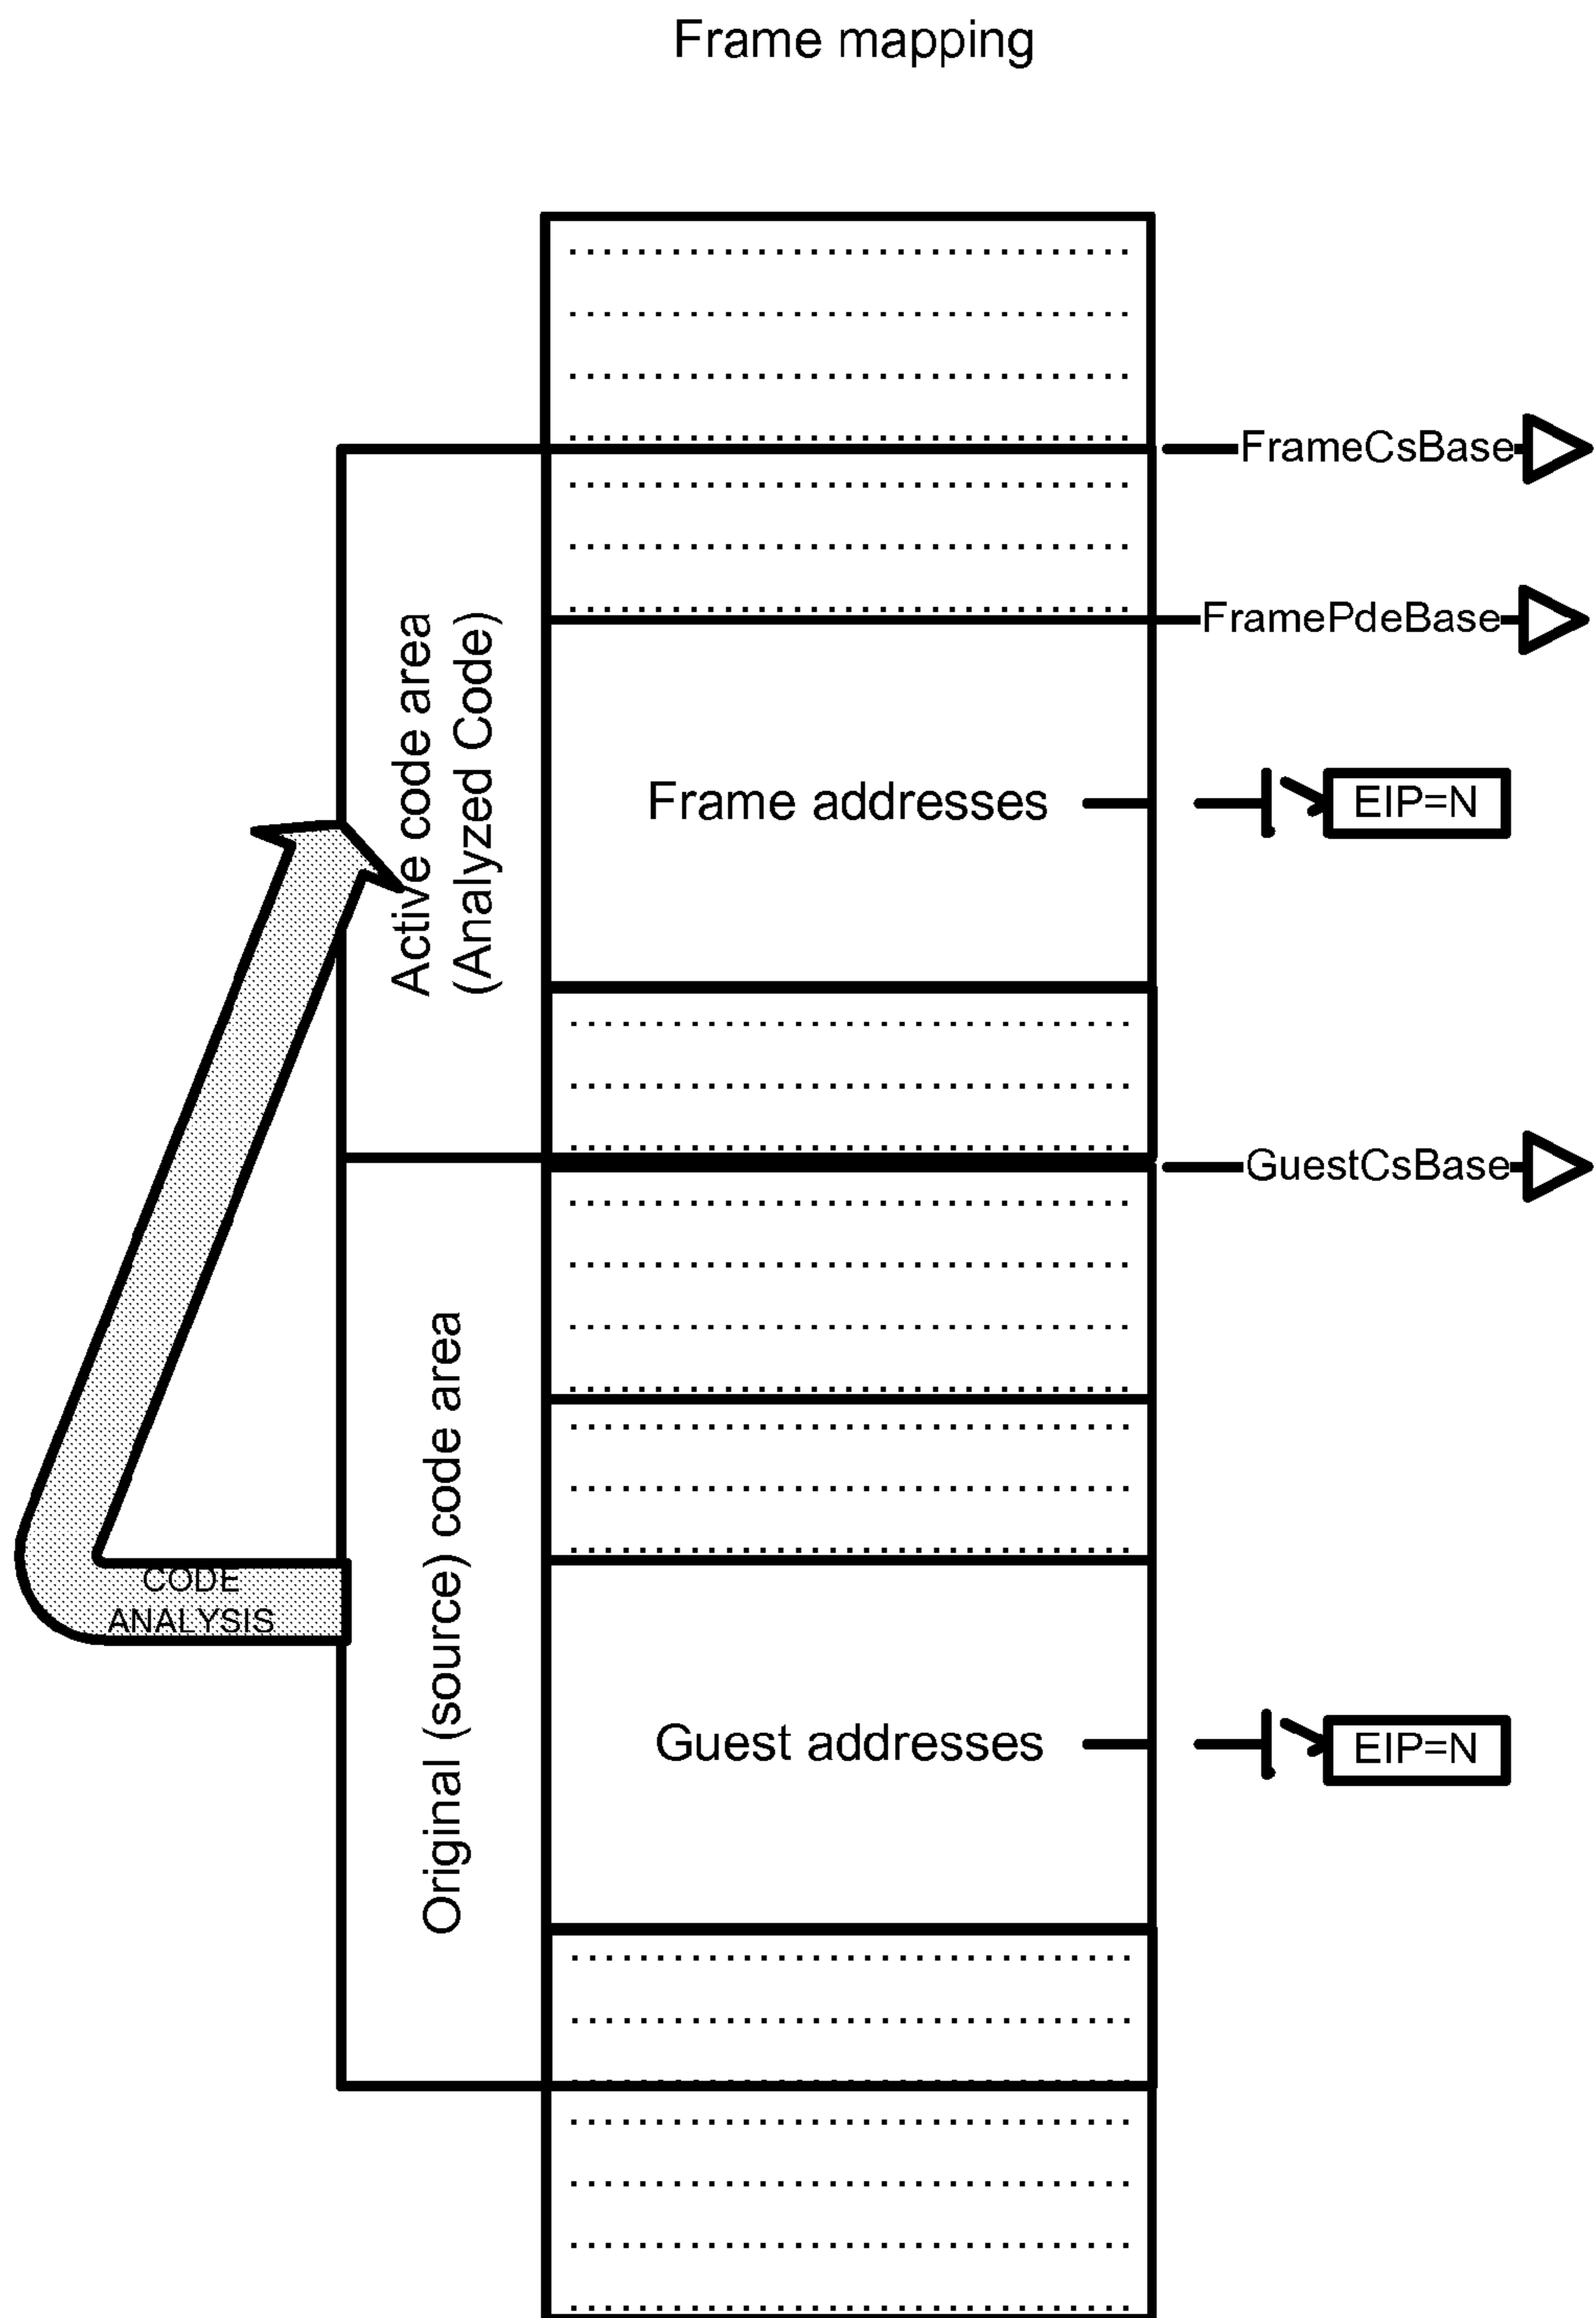 Frame mapping
FrameCsBase
FramePdeBase
Active code area
(Analyzed Code)
Frame addresses
EIP=N
GuestCsBase
Original (source) code area
CODE
ANALYSIS
Guest addresses
EIP=N